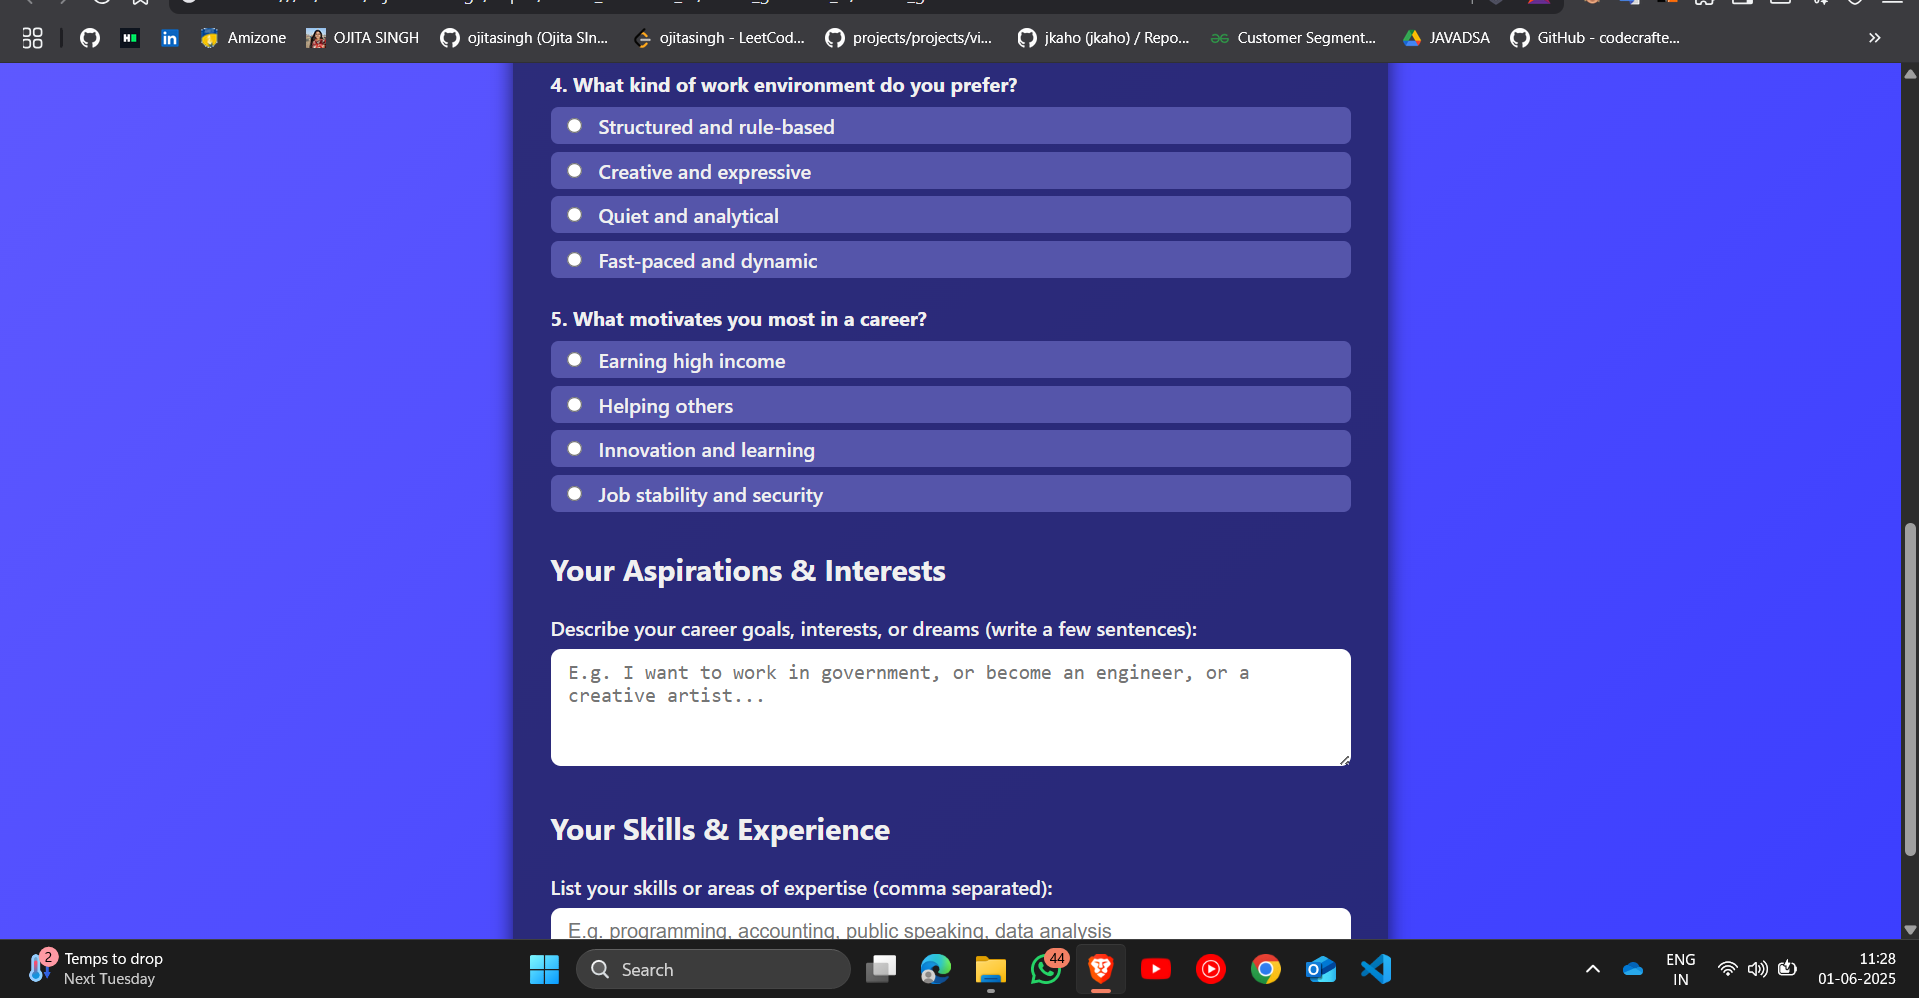 Amizone
OJITA SINGH
ojitasingh (Ojita SIn...
ojitasingh - LeetCod...
projects/projects/vi...
jkaho (jkaho) / Repo...
Customer Segment...
JAVADSA
GitHub - codecrafte...
4. What kind of work environment do you prefer?
Structured and rule-based
Creative and expressive
Quiet and analytical
Fast-paced and dynamic
5. What motivates you most in a career?
Earning high income
Helping others
Innovation and learning
Job stability and security
Your Aspirations & Interests
Describe your career goals, interests, or dreams (write a few sentences):
E.g. I want to work in government, or become an engineer, or a
creative artist...
Your Skills & Experience
List your skills or areas of expertise (comma separated):
E.g. programming, accounting, public speaking, data analysis
2
Temps to drop
Next Tuesday
Search
44
ENG
IN
11:28
01-06-2025